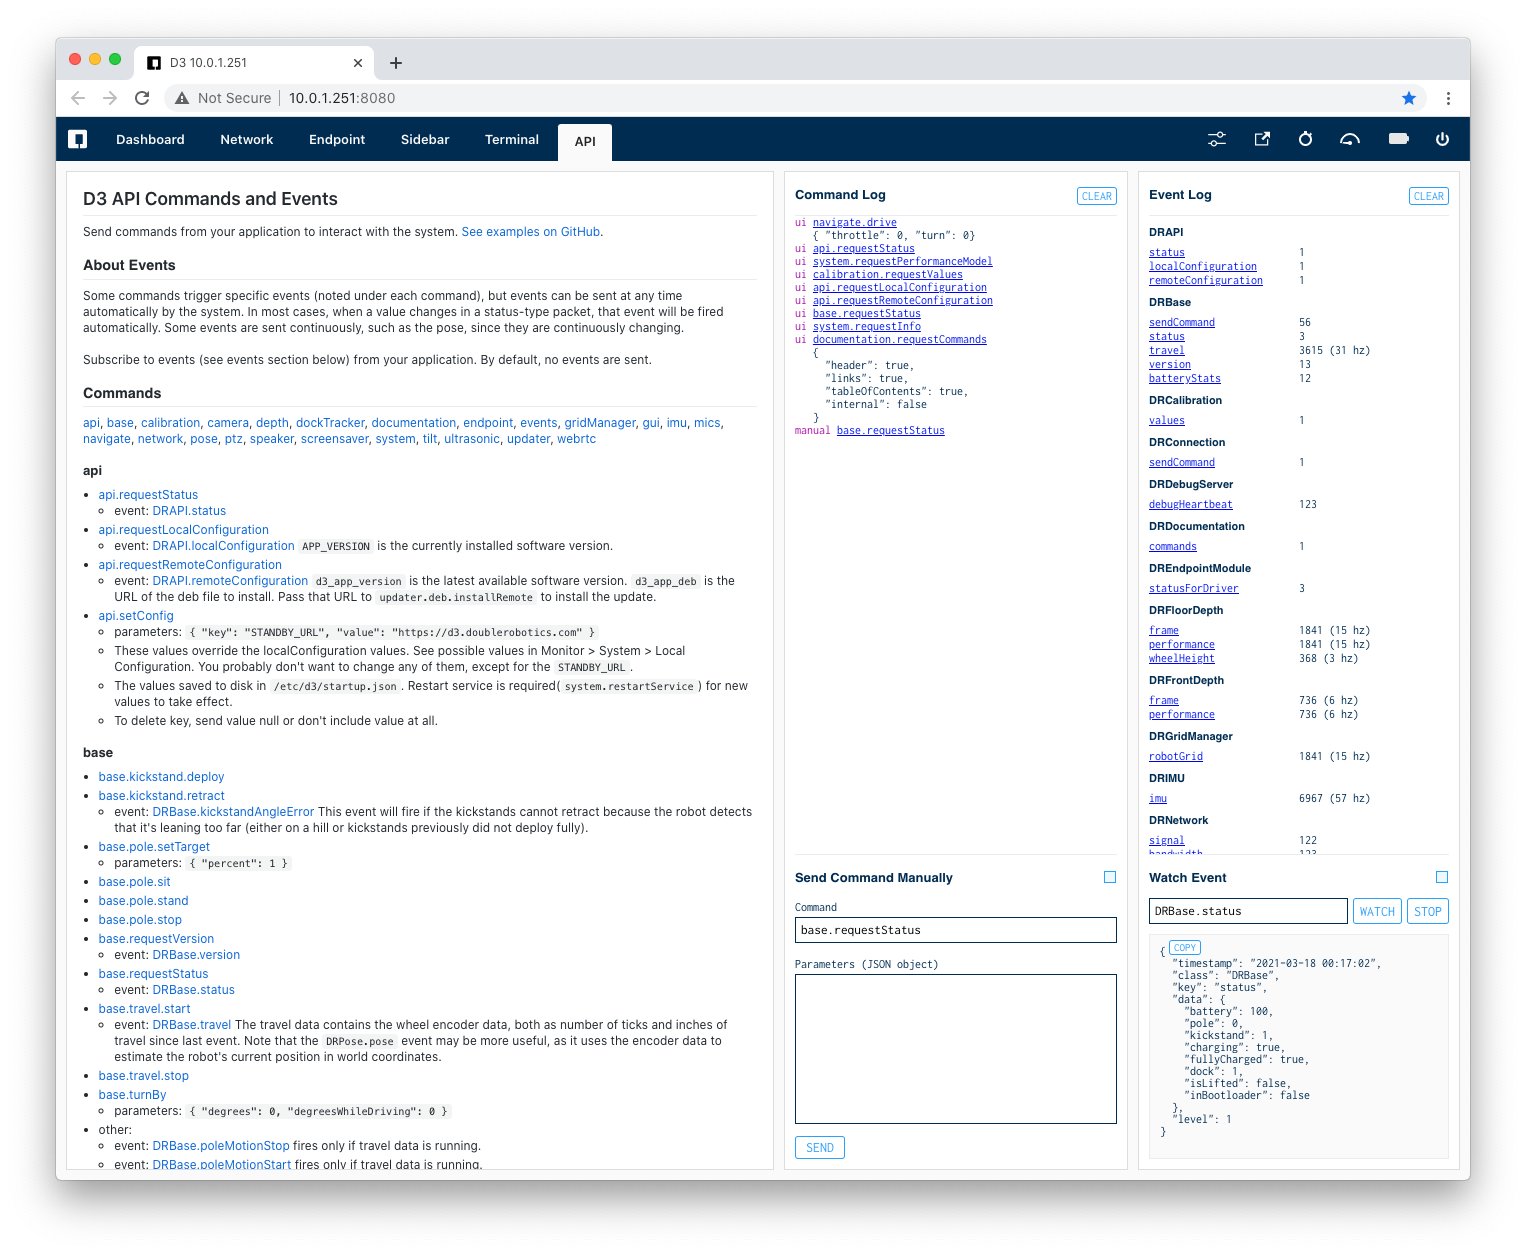 D3 10.0.1.251
Not Secure | 10.0.1.251:8080
Dashboard Network Endpoint Sidebar Terminal API
D3 API Commands and Events
Send commands from your application to interact with the system. See examples on GitHub.
About Events
Some commands trigger specific events (noted under each command), but events can be sent at any time
automatically by the system. In most cases, when a value changes in a status-type packet, that event will be fired
automatically. Some events are sent continuously, such as the pose, since they are continuously changing.
Subscribe to events (see events section below) from your application. By default, no events are sent.
Commands
api, base, calibration, camera, depth, dockTracker, documentation, endpoint, events, gridManager, gui, imu, mics,
navigate, network, pose, ptz, speaker, screensaver, system, tilt, ultrasonic, updater, webrtc
api
api.requestStatus
event: DRAPI.status
api.requestLocalConfiguration
event: DRAPI.localConfiguration APP_VERSION is the currently installed software version.
api.requestRemoteConfiguration
event: DRAPI.remoteConfiguration d3_app_version is the latest available software version. d3_app_deb is the
URL of the deb file to install. Pass that URL to updater.deb.installRemote to install the update.
api.setConfig
parameters: { "key": "STANDBY_URL", "value": "https://d3.doublerobotics.com" }
These values override the localConfiguration values. See possible values in Monitor > System > Local
Configuration. You probably don't want to change any of them, except for the STANDBY_URL.
The values saved to disk in /etc/d3/startup.json. Restart service is required( system.restartService ) for new
values to take effect.
To delete key, send value null or don't include value at all.
base
base.kickstand.deploy
base.kickstand.retract
event: DRBase.kickstandAngleError This event will fire if the kickstands cannot retract because the robot detects
that it's leaning too far (either on a hill or kickstands previously did not deploy fully).
base.pole.setTarget
parameters: { "percent": 1 }
base.pole.sit
base.pole.stand
base.pole.stop
base.requestVersion
event: DRBase.version
base.requestStatus
event: DRBase.status
base.travel.start
event: DRBase.travel The travel data contains the wheel encoder data, both as number of ticks and inches of
travel since last event. Note that the DRPose.pose event may be more useful, as it uses the encoder data to
estimate the robot's current position in world coordinates.
base.travel.stop
base.turnBy
parameters: { "degrees": 0, "degreesWhileDriving": 0 }
other:
event: DRBase.poleMotionStop fires only if travel data is running.
event: DRBase.poleMotionStart fires only if travel data is running.
Command Log CLEAR
ui navigate.drive
{ "throttle": 0, "turn": 0}
ui api.requestStatus
ui system.requestPerformanceModel
ui calibration.requestValues
ui api.requestLocalConfiguration
ui api.requestRemoteConfiguration
ui base.requestStatus
ui system.requestInfo
ui documentation.requestCommands
{
"header": true,
"links": true,
"tableOfContents": true,
"internal": false
}
manual base.requestStatus
Send Command Manually
Command
base.requestStatus
Parameters (JSON object)
SEND
Event Log CLEAR
DRAPI
status 1
localConfiguration 1
remoteConfiguration 1
DRBase
sendCommand 56
status 3
travel 3615 (31 hz)
version 13
batteryStats 12
DRCalibration
values 1
DRConnection
sendCommand 1
DRDebugServer
debugHeartbeat 123
DRDocumentation
commands 1
DREndpointModule
statusForDriver 3
DRFloorDepth
frame 1841 (15 hz)
performance 1841 (15 hz)
wheelHeight 368 (3 hz)
DRFrontDepth
frame 736 (6 hz)
performance 736 (6 hz)
DRGridManager
robotGrid 1841 (15 hz)
DRIMU
imu 6967 (57 hz)
DRNetwork
signal 122
bandwidth 123
Watch Event
DRBase.status WATCH STOP
{ COPY
"timestamp": "2021-03-18 00:17:02",
"class": "DRBase",
"key": "status",
"data": {
"battery": 100,
"pole": 0,
"kickstand": 1,
"charging": true,
"fullyCharged": true,
"dock": 1,
"isLifted": false,
"inBootloader": false
},
"level": 1
}